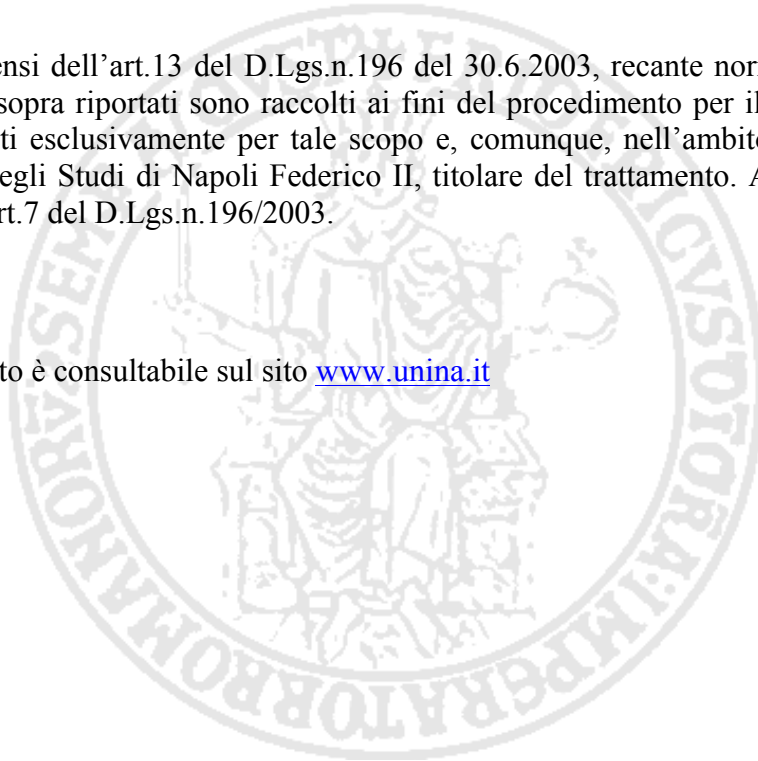 ensi dell’art.13 del D.Lgs.n.196 del 30.6.2003, recante nor
sopra riportati sono raccolti ai fini del procedimento per il
ti esclusivamente per tale scopo e, comunque, nell’ambito
egli Studi di Napoli Federico II, titolare del trattamento. A
rt.7 del D.Lgs.n.196/2003.
to è consultabile sul sito www.unina.it